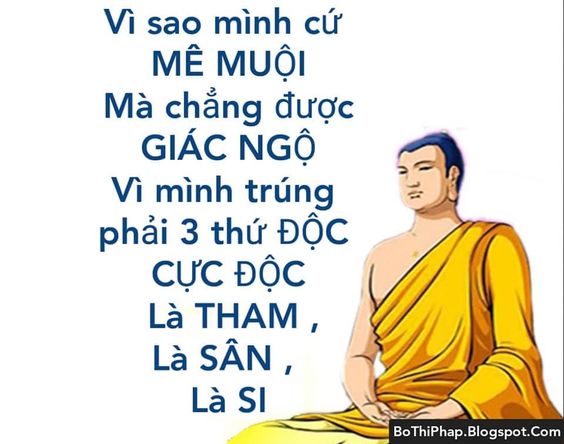 Vì sao mình cứ
MÊ MUỘI
Mà chẳng được
GIÁC NGỘ
Vì mình trúng
phải 3 thứ ĐỘC
CỰC ĐỘC
Là THAM ,
Là SÂN ,
Là SI
BoThiPhap.Blogspot.Com